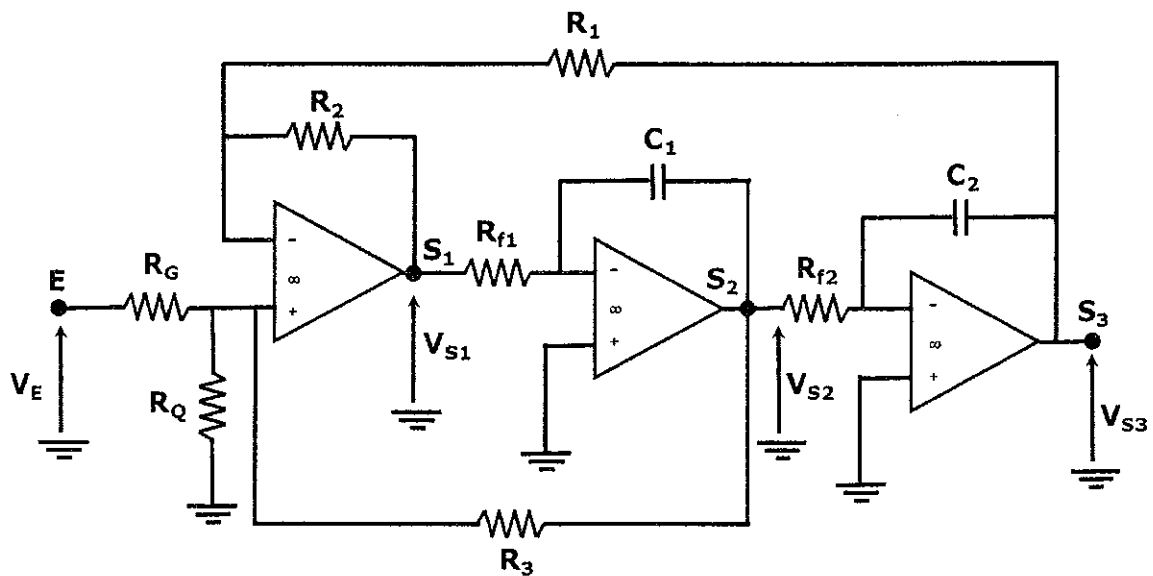 R1
R2
C1
C2
-
∞
+
S1
Rf1
-
∞
+
S2
Rf2
-
∞
+
S3
E
RG
VE
RQ
VS1
VS2
VS3
R3